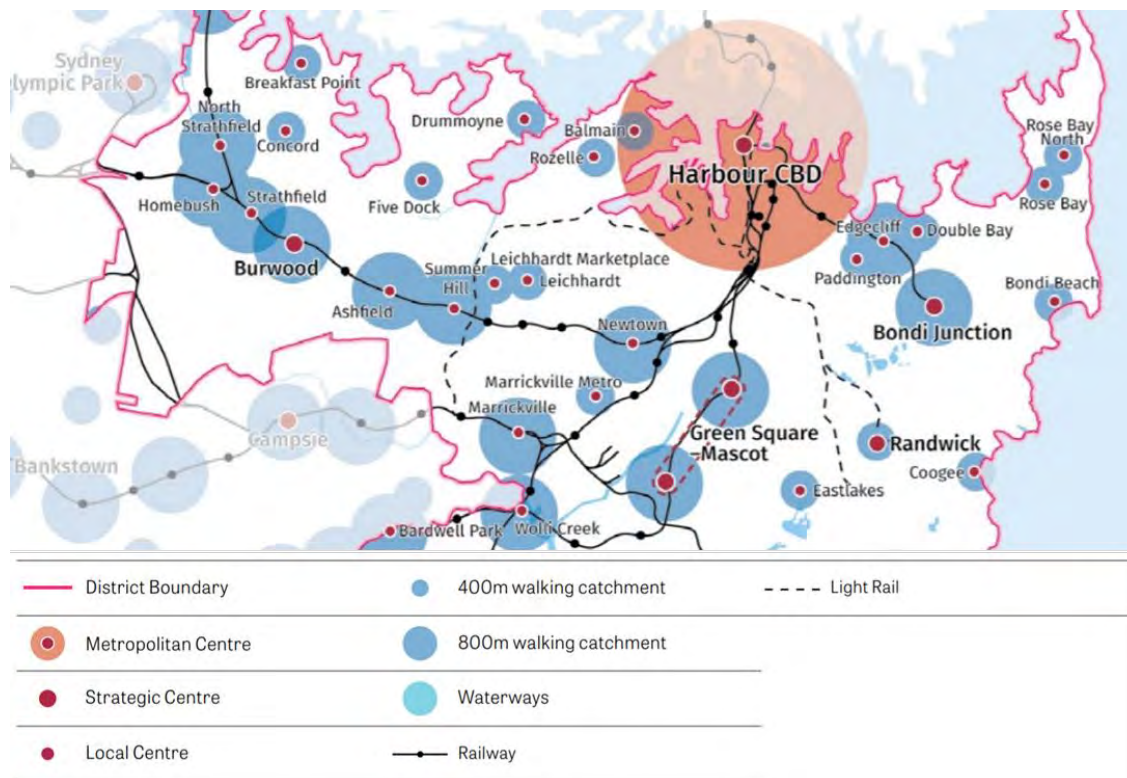 Sydney
lympic Park
Breakfast Point
North
Strathfield
Concord
Drummoyne
Balmain
Rozelle
Rose Bay
North
Harbour CBD
Rose Bay
Homebush
Strathfield
Five Dock
Edgecliff
Double Bay
Burwood
Summer
Hill
Leichhardt Marketplace
Leichhardt
Paddington
Bondi Beach
Ashfield
Newtown
Bondi Junction
Marrickville Metro
Marrickville
Campsie
Green Square
–Mascot
Randwick
Bankstown
Coogee
Eastlakes
Bardwell Park
Wolli Creek
District Boundary
400m walking catchment
Light Rail
Metropolitan Centre
800m walking catchment
Strategic Centre
Waterways
Local Centre
Railway